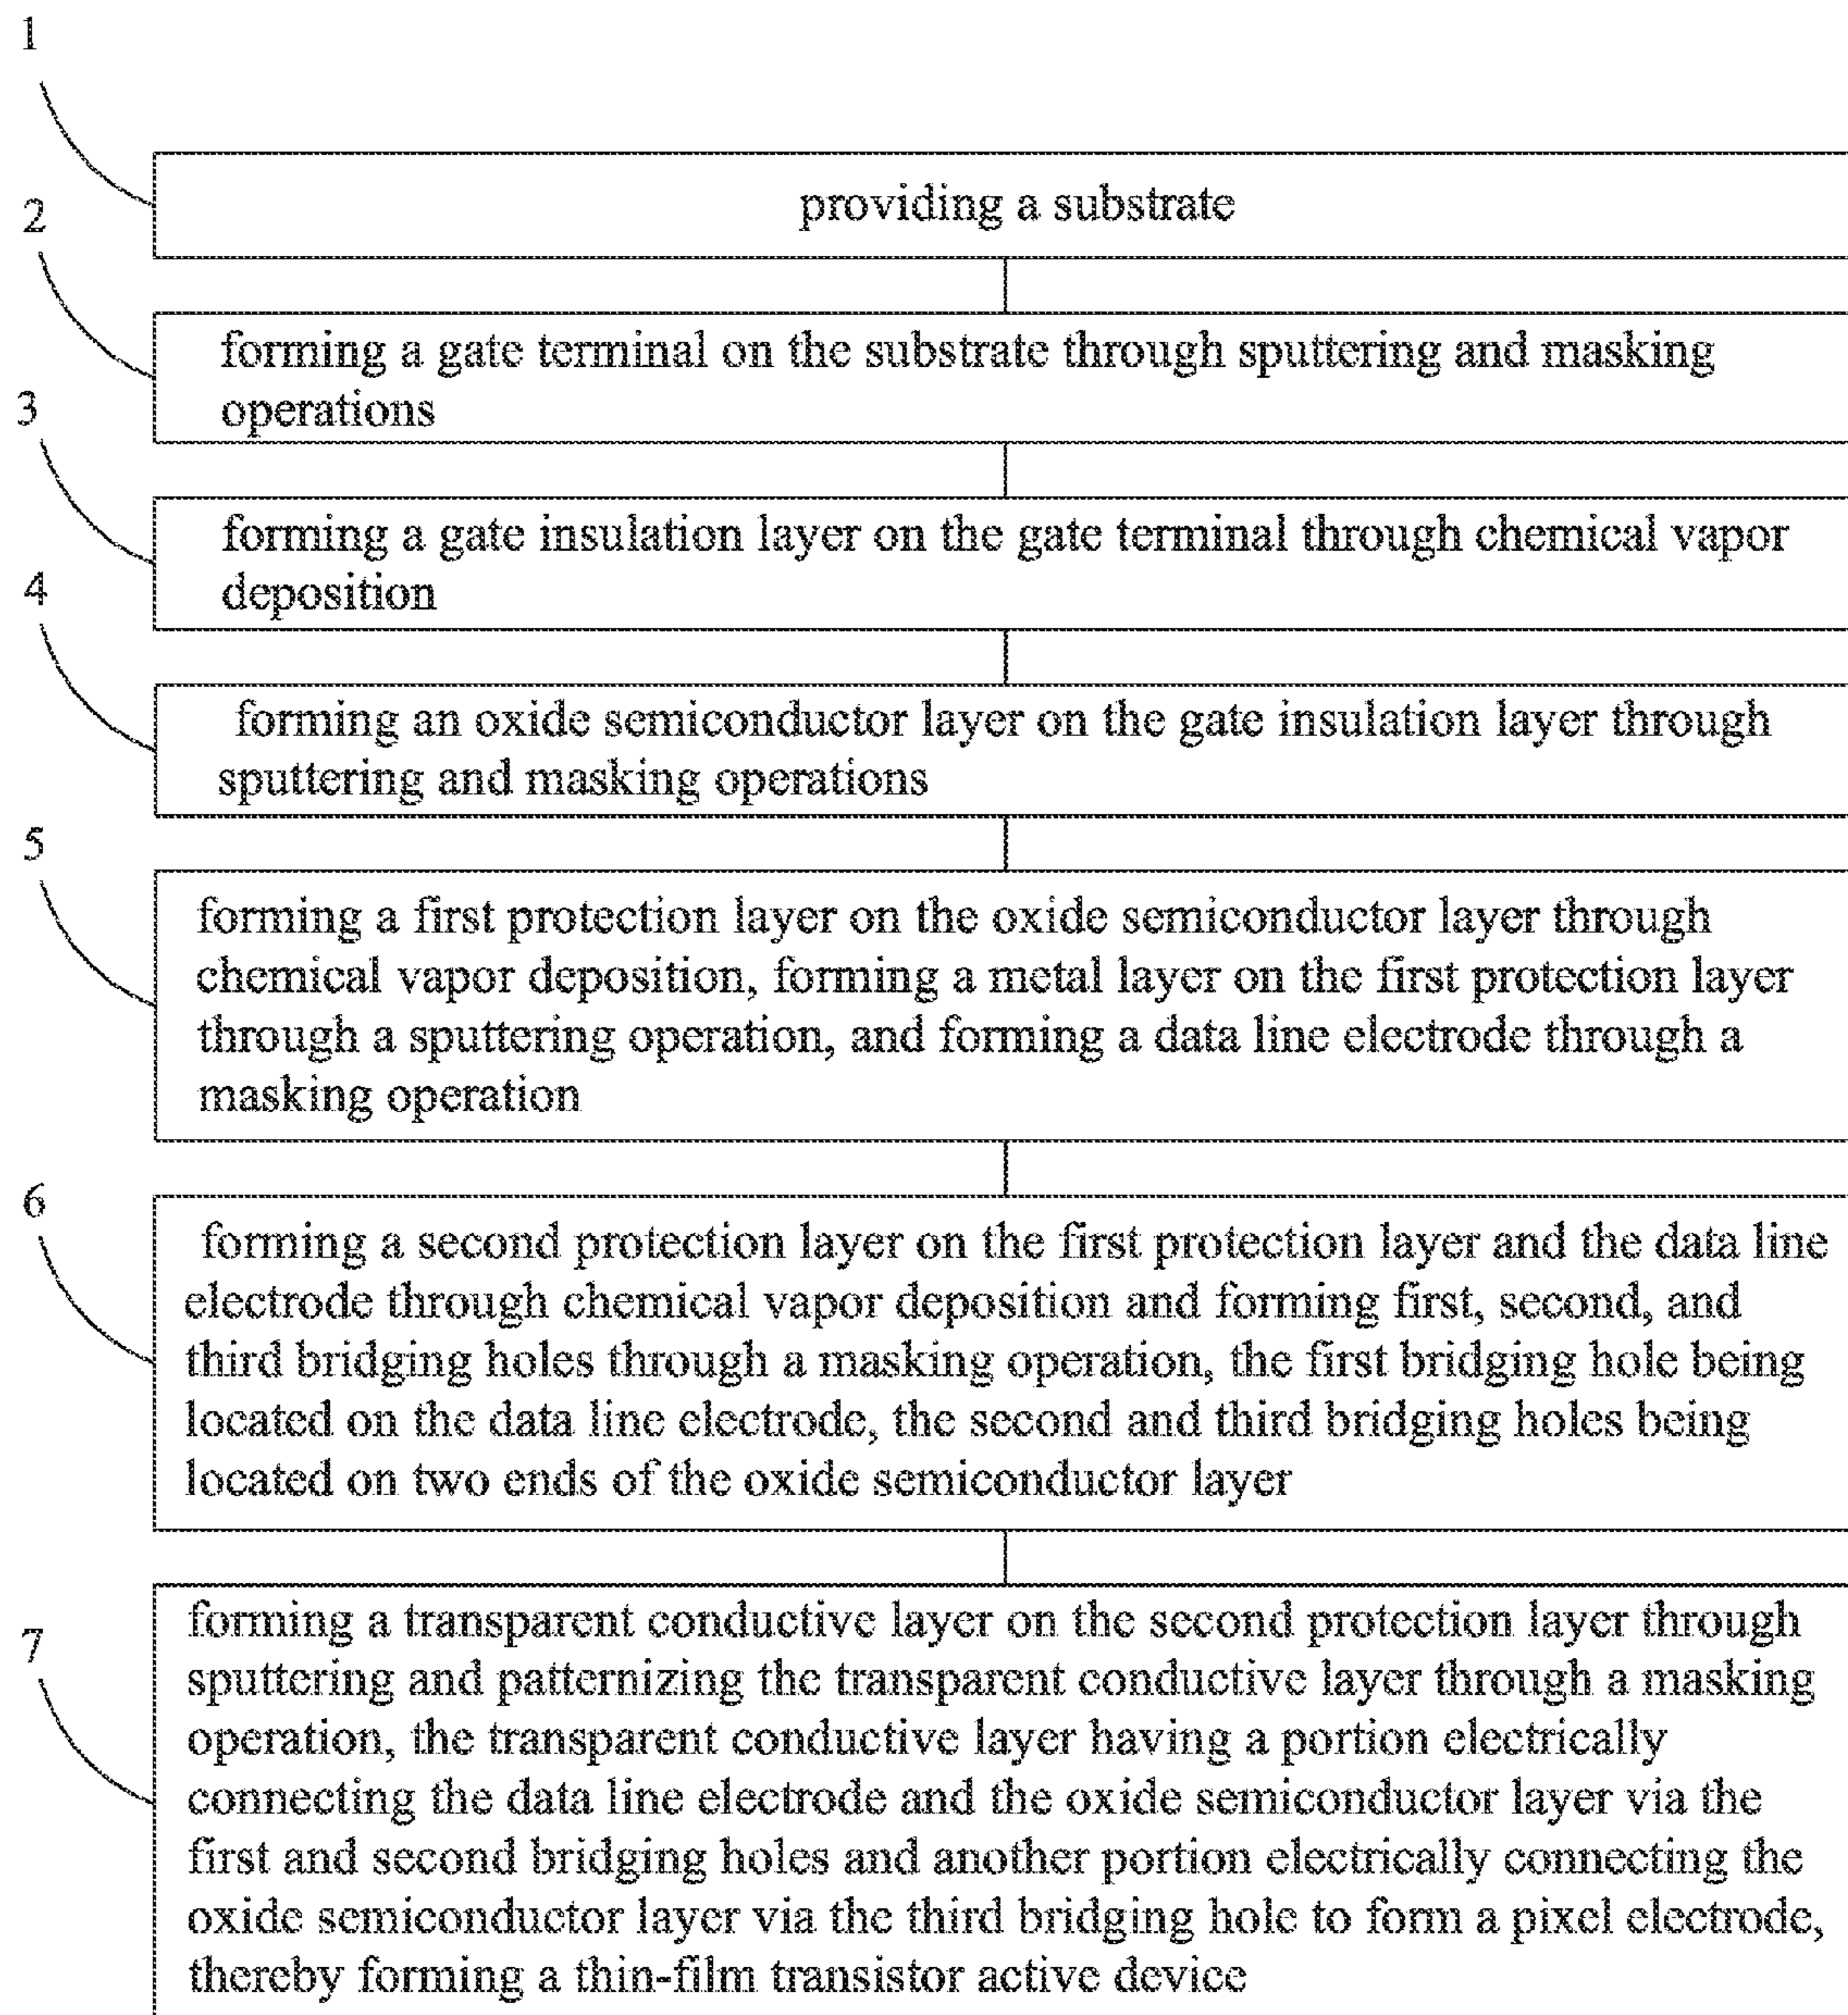 1
providing a substrate
2
forming a gate terminal on the substrate through sputtering and masking
operations
3
forming a gate insulation layer on the gate terminal through chemical vapor
deposition
4
forming an oxide semiconductor layer on the gate insulation layer through
sputtering and masking operations
5
forming a first protection layer on the oxide semiconductor layer through
chemical vapor deposition, forming a metal layer on the first protection layer
through a sputtering operation, and forming a data line electrode through a
masking operation
6
forming a second protection layer on the first protection layer and the data line
electrode through chemical vapor deposition and forming first, second, and
third bridging holes through a masking operation, the first bridging hole being
located on the data line electrode, the second and third bridging holes being
located on two ends of the oxide semiconductor layer
7
forming a transparent conductive layer on the second protection layer through
sputtering and patternizing the transparent conductive layer through a masking
operation, the transparent conductive layer having a portion electrically
connecting the data line electrode and the oxide semiconductor layer via the
first and second bridging holes and another portion electrically connecting the
oxide semiconductor layer via the third bridging hole to form a pixel electrode,
thereby forming a thin-film transistor active device